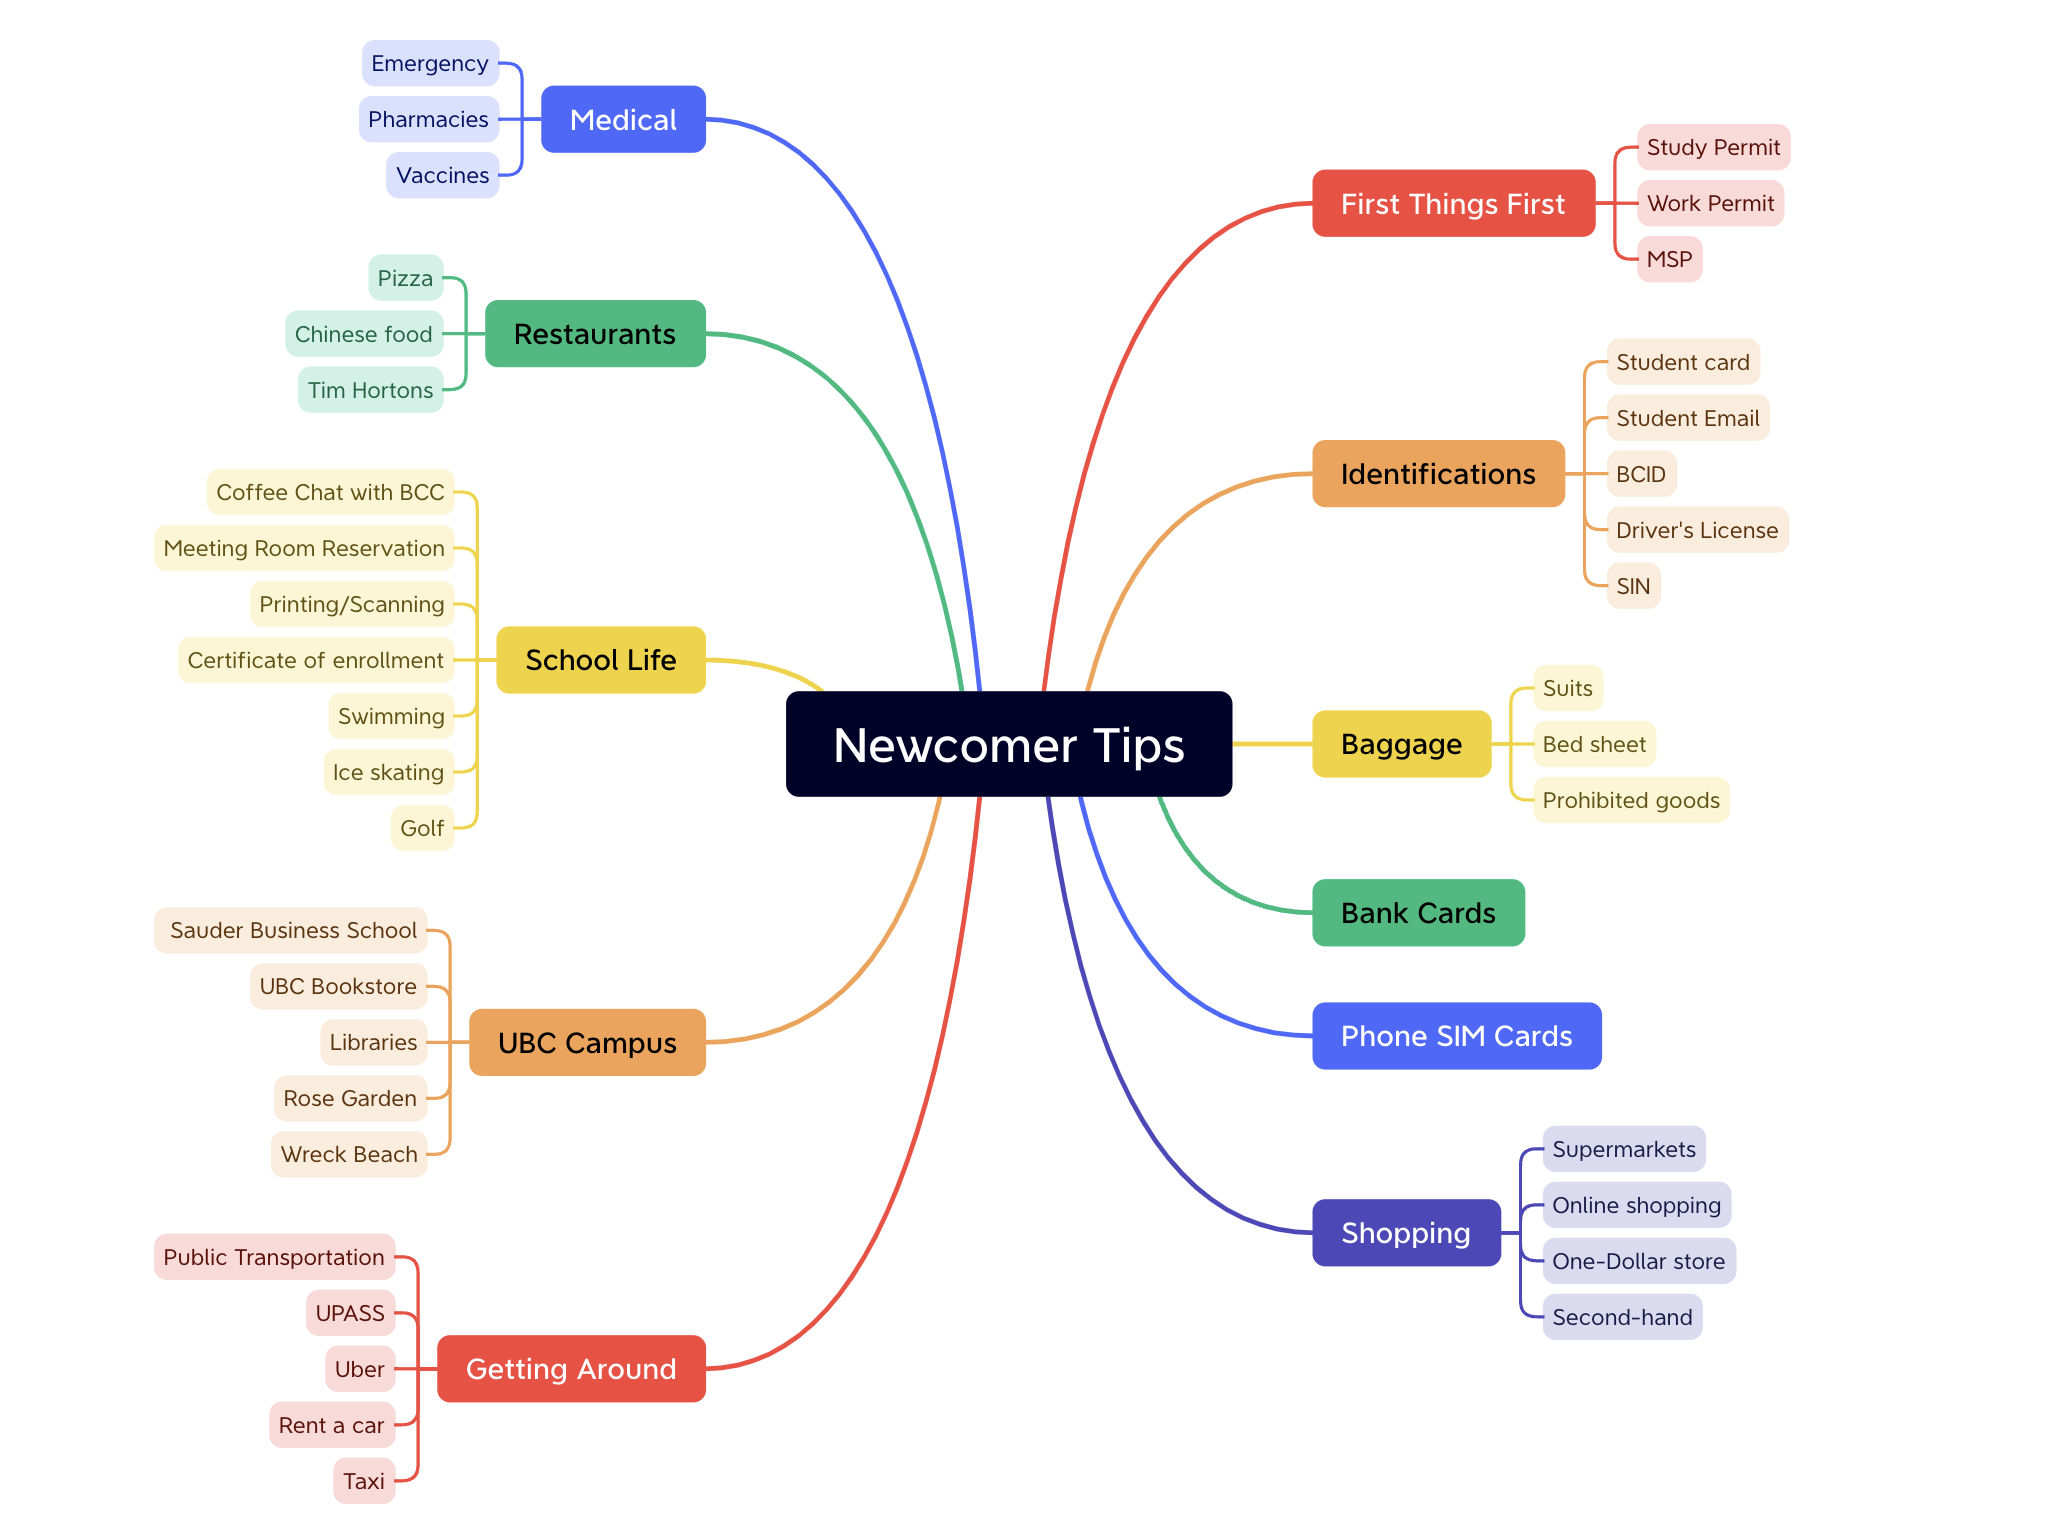 Newcomer Tips
First Things First
Study Permit
Work Permit
MSP
Identifications
Student card
Student Email
BCID
Driver's License
SIN
Baggage
Suits
Bed sheet
Prohibited goods
Bank Cards
Phone SIM Cards
Shopping
Supermarkets
Online shopping
One-Dollar store
Second-hand
Medical
Emergency
Pharmacies
Vaccines
Restaurants
Pizza
Chinese food
Tim Hortons
School Life
Coffee Chat with BCC
Meeting Room Reservation
Printing/Scanning
Certificate of enrollment
Swimming
Ice skating
Golf
UBC Campus
Sauder Business School
UBC Bookstore
Libraries
Rose Garden
Wreck Beach
Getting Around
Public Transportation
UPASS
Uber
Rent a car
Taxi